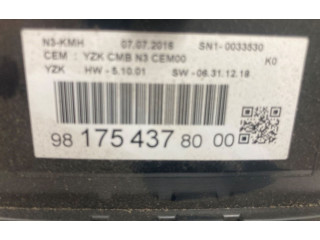 N3-KMH 07.07.2016 SN1-0033530
CEM : YZK CMB N3 CEM00 K0
YZK HW - 5.10.01 SW - 06.31.12.18
98 175 437 80 00